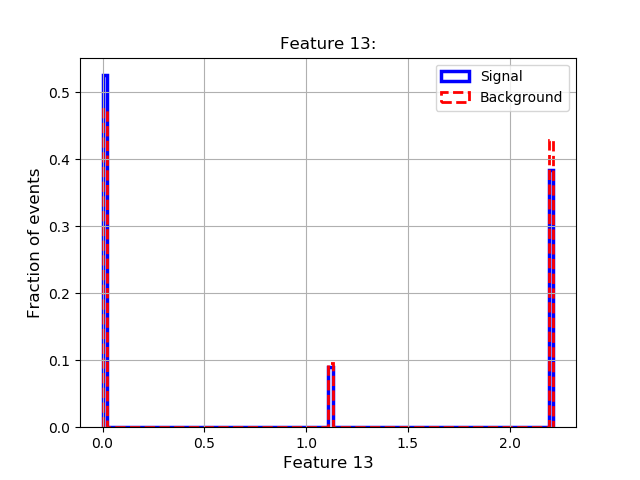 Feature 13:
Signal
Background
Fraction of events
0.5
0.4
0.3
0.2
0.1
0.0
0.0 0.5 1.0 1.5 2.0
Feature 13